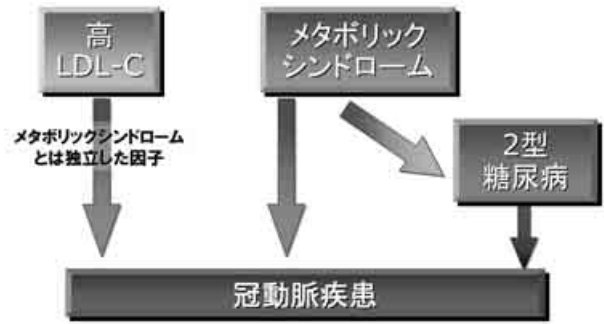 高
LDL-C
メタボリック
シンドローム
メタボリックシンドローム
とは独立した因子
2型
糖尿病
冠動脈疾患